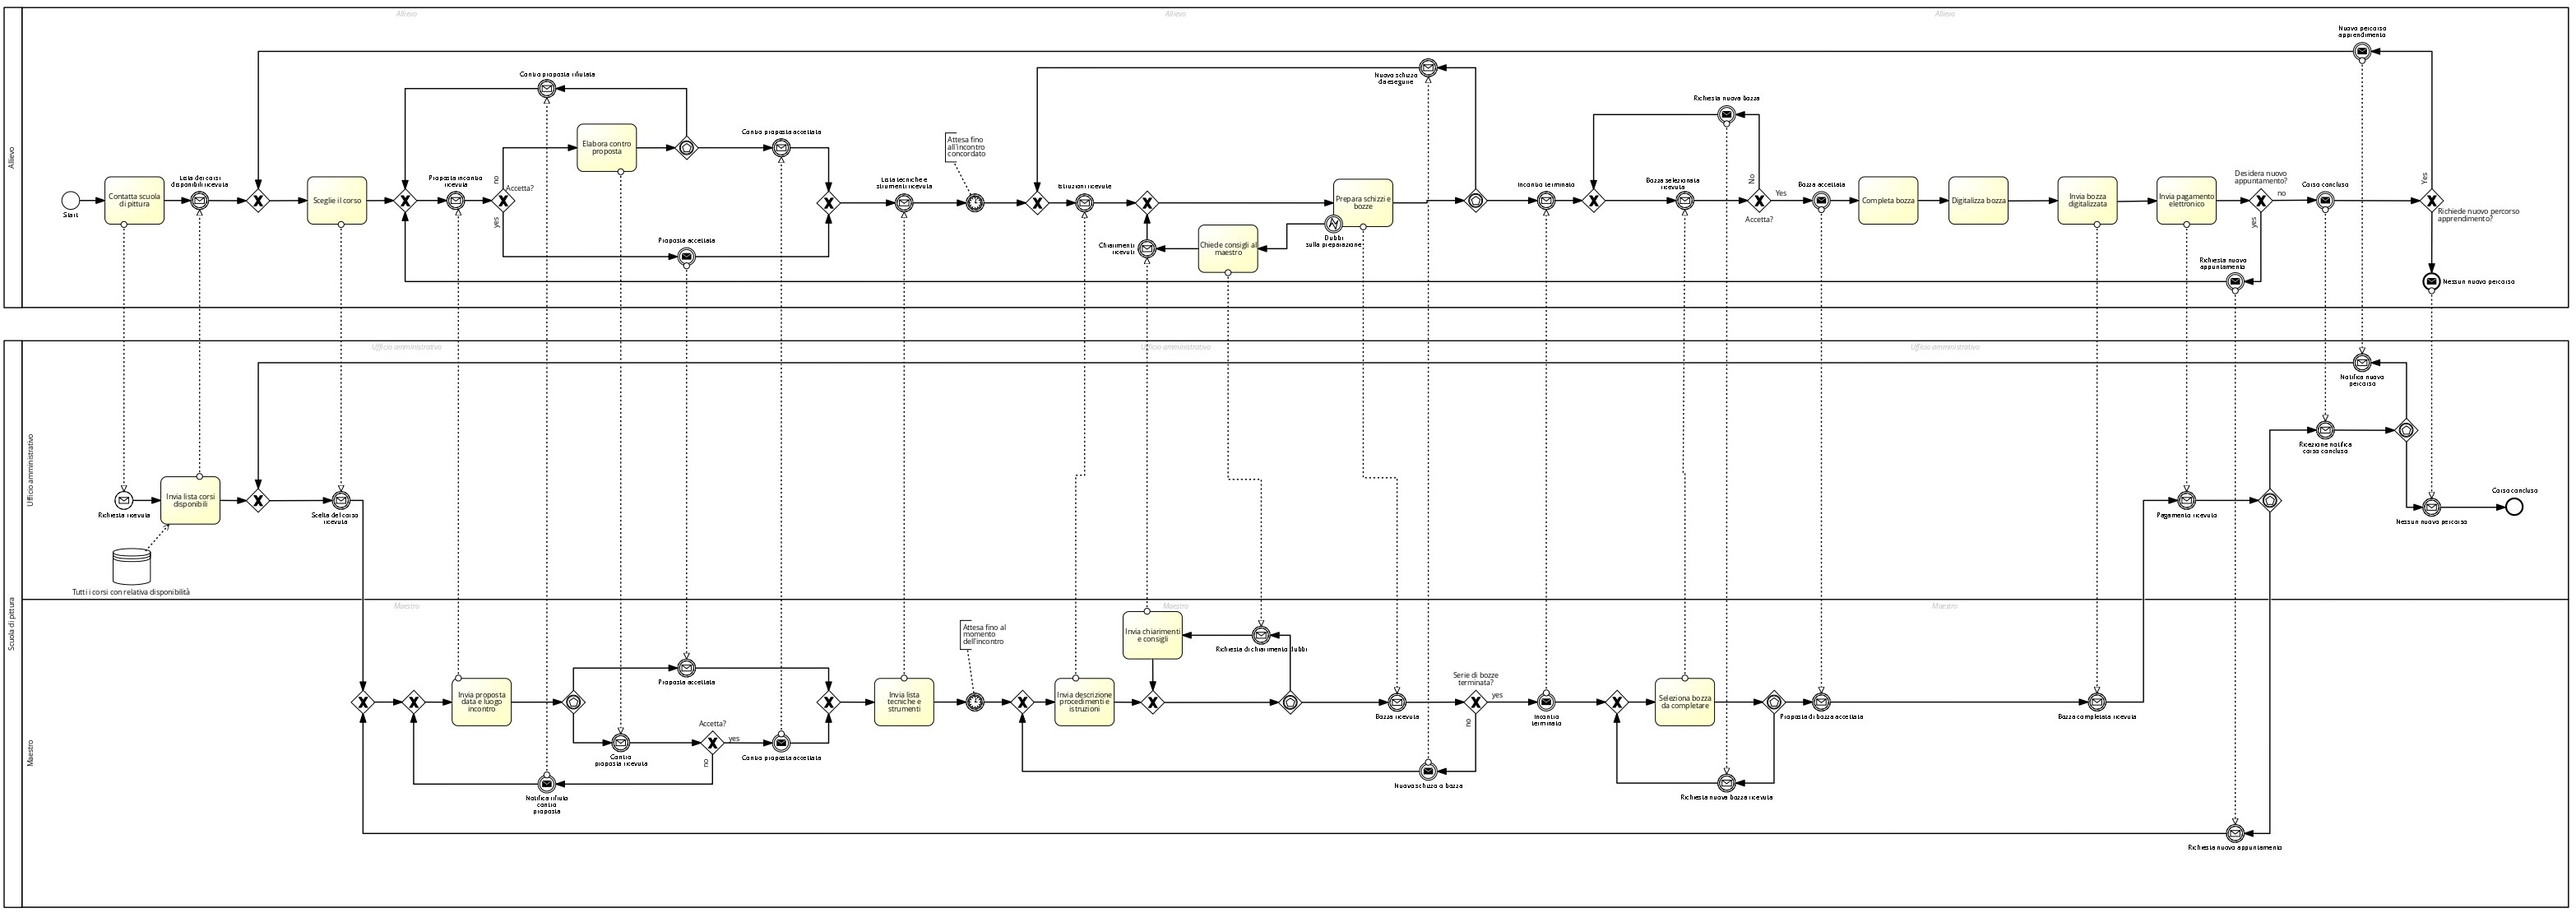 Allievo
Allievo
Allievo
Allievo
Nuovo percorso
apprendimento
Contro proposta rifiutata
Nuovo schizzo
da eseguire
Richiesta nuova bozza
Elabora contro
proposta
Contro proposta accettata
Attesa fino
all'incontro
concordato
Start
Contatta scuola
di pittura
Lista dei corsi
disponibili ricevuta
Sceglie il corso
Proposta incontro
ricevuta
no
Accetta?
yes
Lista tecniche e
strumenti ricevuta
Istruzioni ricevute
Prepara schizzi e
bozze
Dubbi
sulla preparazione
Incontro terminato
Bozza selezionata
ricevuta
No
Accetta?
Yes
Bozza accettata
Completa bozza
Digitalizza bozza
Invia bozza
digitalizzata
Invia pagamento
elettronico
Desidera nuovo
appuntamento?
no
yes
Corso concluso
Yes
Richiede nuovo percorso
apprendimento?
Proposta accettata
Chiarimenti
ricevuti
Chiede consigli al
maestro
Richiesta nuovo
appuntamento
Nessun nuovo percorso
Scuola di pittura
Ufficio amministrativo
Ufficio amministrativo
Ufficio amministrativo
Ufficio amministrativo
Notifica nuovo
percorso
Ricezione notifica
corso concluso
Richiesta ricevuta
Invia lista corsi
disponibili
Scelta del corso
ricevuta
Pagamento ricevuto
Nessun nuovo percorso
Corso concluso
Tutti i corsi con relativa disponibilità
Maestro
Maestro
Maestro
Maestro
Attesa fino al
momento
dell'incontro
Invia chiarimenti
e consigli
Richiesta di chiarimento dubbi
Proposta accettata
Invia proposta
data e luogo
incontro
Invia lista
tecniche e
strumenti
Invia descrizione
procedimenti e
istruzioni
Bozza ricevuta
Serie di bozze
terminata?
yes
no
Incontro
terminato
Seleziona bozza
da completare
Proposta di bozza accettata
Bozza completata ricevuta
Contro
proposta ricevuta
Accetta?
yes
no
Contro proposta accettata
Notifica rifiuto
contro
proposta
Nuovo schizzo o bozza
Richiesta nuova bozza ricevuta
Richiesta nuovo appuntamento